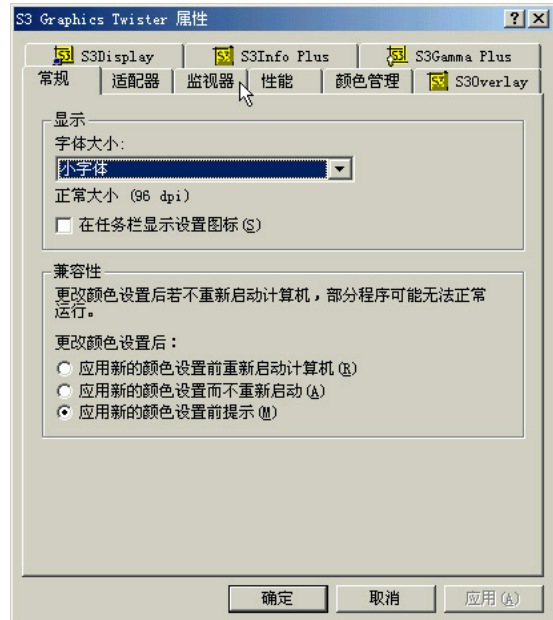 S3 Graphics Twister 属性
S3Display
S3Info Plus
S3Gamma Plus
常规
适配器
监视器
性能
颜色管理
S3Overlay
显示
字体大小:
小字体
正常大小 (96 dpi)
在任务栏显示设置图标(S)
兼容性
更改颜色设置后若不重新启动计算机，部分程序可能无法正常
运行。
更改颜色设置后：
应用新的颜色设置前重新启动计算机(R)
应用新的颜色设置而不重新启动(A)
应用新的颜色设置前提示(M)
确定
取消
应用(A)